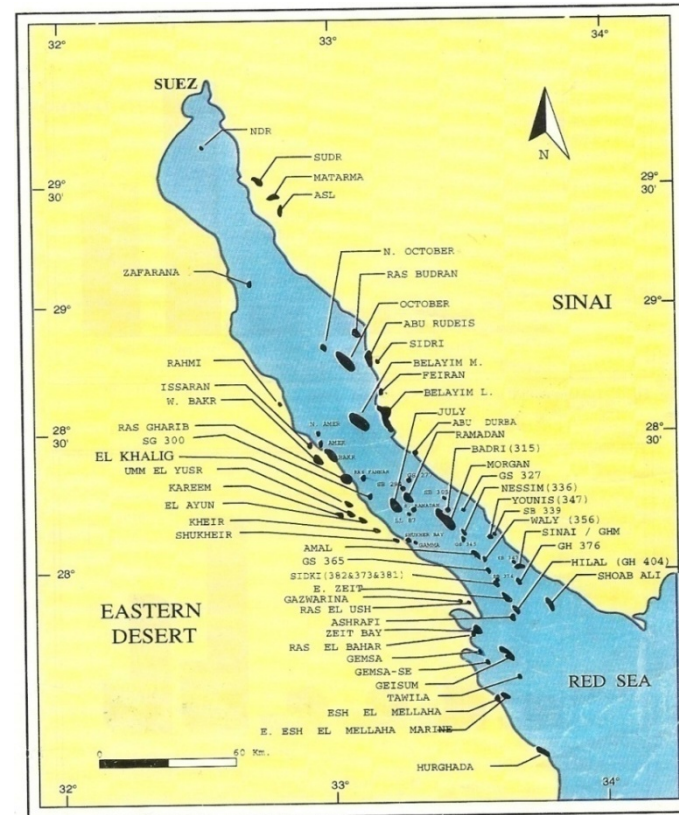 32° 33 34°
SUEZ
N
NDR
SUDR
MATARMA
ASL
29° 30'
29° 30'
N. OCTOBER
RAS BUDRAN
ZAFARANA
OCTOBER
SINAI
29°
29°
ABU RUDEIS
SIDRI
BELAYIM M.
FEIRAN
BELAYIM L.
RAHMI
ISSARAN
W. BAKR
JULY
ABU DURBA
RAMADAN
28° 30'
28° 30'
N. AMER
AMER
BAKR
RAS GHARIB
SG 300
BADRI (315)
MORGAN
GS 327
EL KHALIG
UMM EL YUSR
NESSIM(336)
YOUNIS(347)
KAREEM
EL AYUN
SB 339
WALY (356)
KHEIR
SHUKHEIR
SINAI / GHM
GH 376
AMAL
GAMMA
GS 365
HILAL (GH 404)
SHOAB ALI
28°
28°
SIDKI(382&373&381)
E. ZEIT
GAZWARINA
RAS EL USH
EASTERN
DESERT
ASHRAFI
ZEIT BAY
RAS EL BAHAR
GEMSA
GEMSA-SE
GEISUM
RED SEA
TAWILA
ESH EL MELLAHA
E. ESH EL MELLAHA MARINE
0 60 Km.
HURGHADA
32° 33° 34°